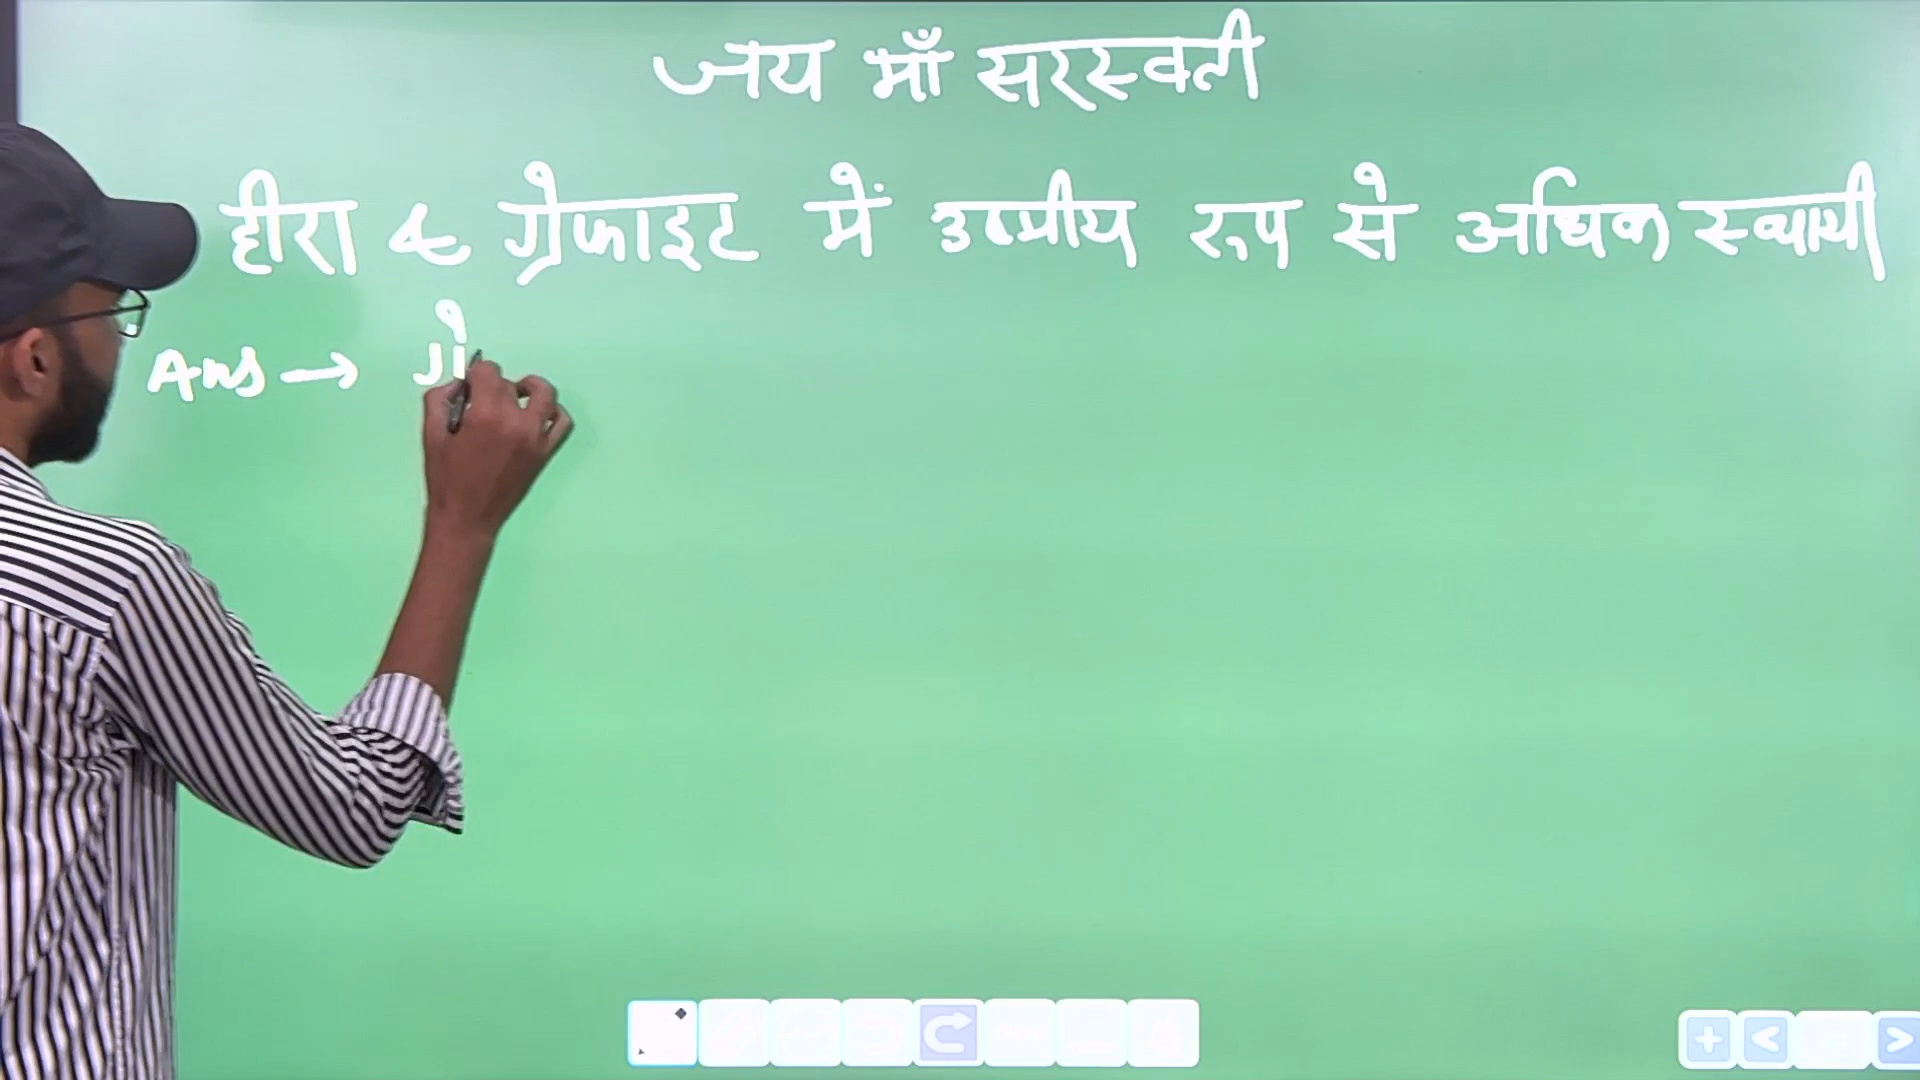 जय माँ सरस्वती
हीरा & ग्रेफाइट में उष्मीय रूप से अधिक स्थायी
Ans → ग्रे